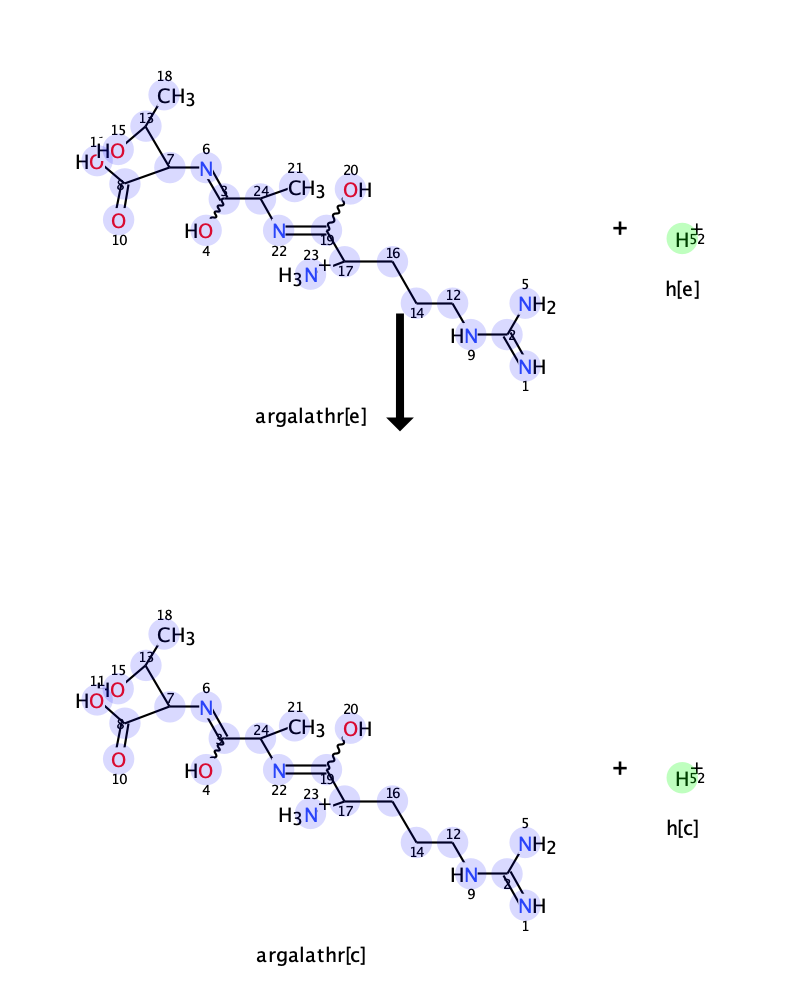 18
CH3
13
15
HO
HO
8
O
10
7
6
N
3
HO
4
24
21
CH3
20
OH
N
22
19
23
H3N+
17
16
14
12
HN
9
2
5
NH2
NH
1
+
H+
52
h[e]
argalathr[e]
18
CH3
13
15
HO
11
HO
8
O
10
7
6
N
3
HO
4
24
21
CH3
20
OH
N
22
19
23
H3N+
17
16
14
12
HN
9
2
5
NH2
NH
1
+
H+
52
h[c]
argalathr[c]